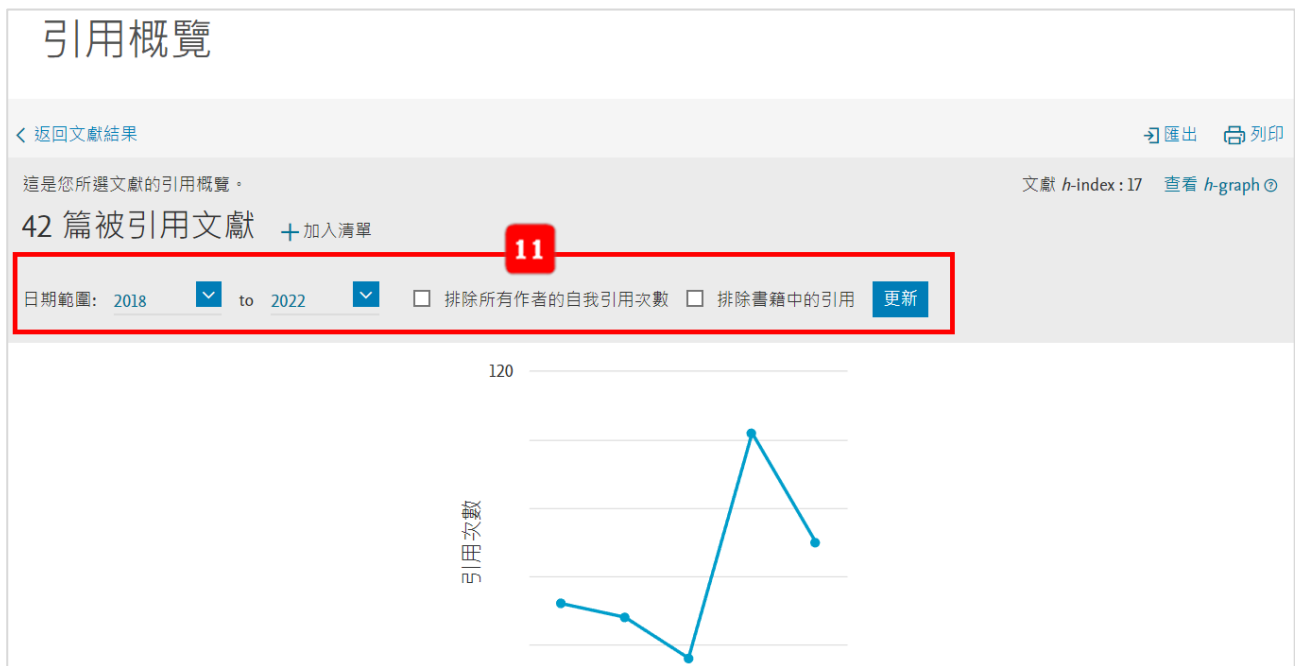 引用概覽
返回文獻結果 匯出 列印
這是您所選文獻的引用概覽。 文獻 h-index : 17 查看 h-graph
42 篇被引用文獻 加入清單
11
日期範圍: 2018 to 2022 排除所有作者的自我引用次數 排除書籍中的引用 更新
120
引用次數